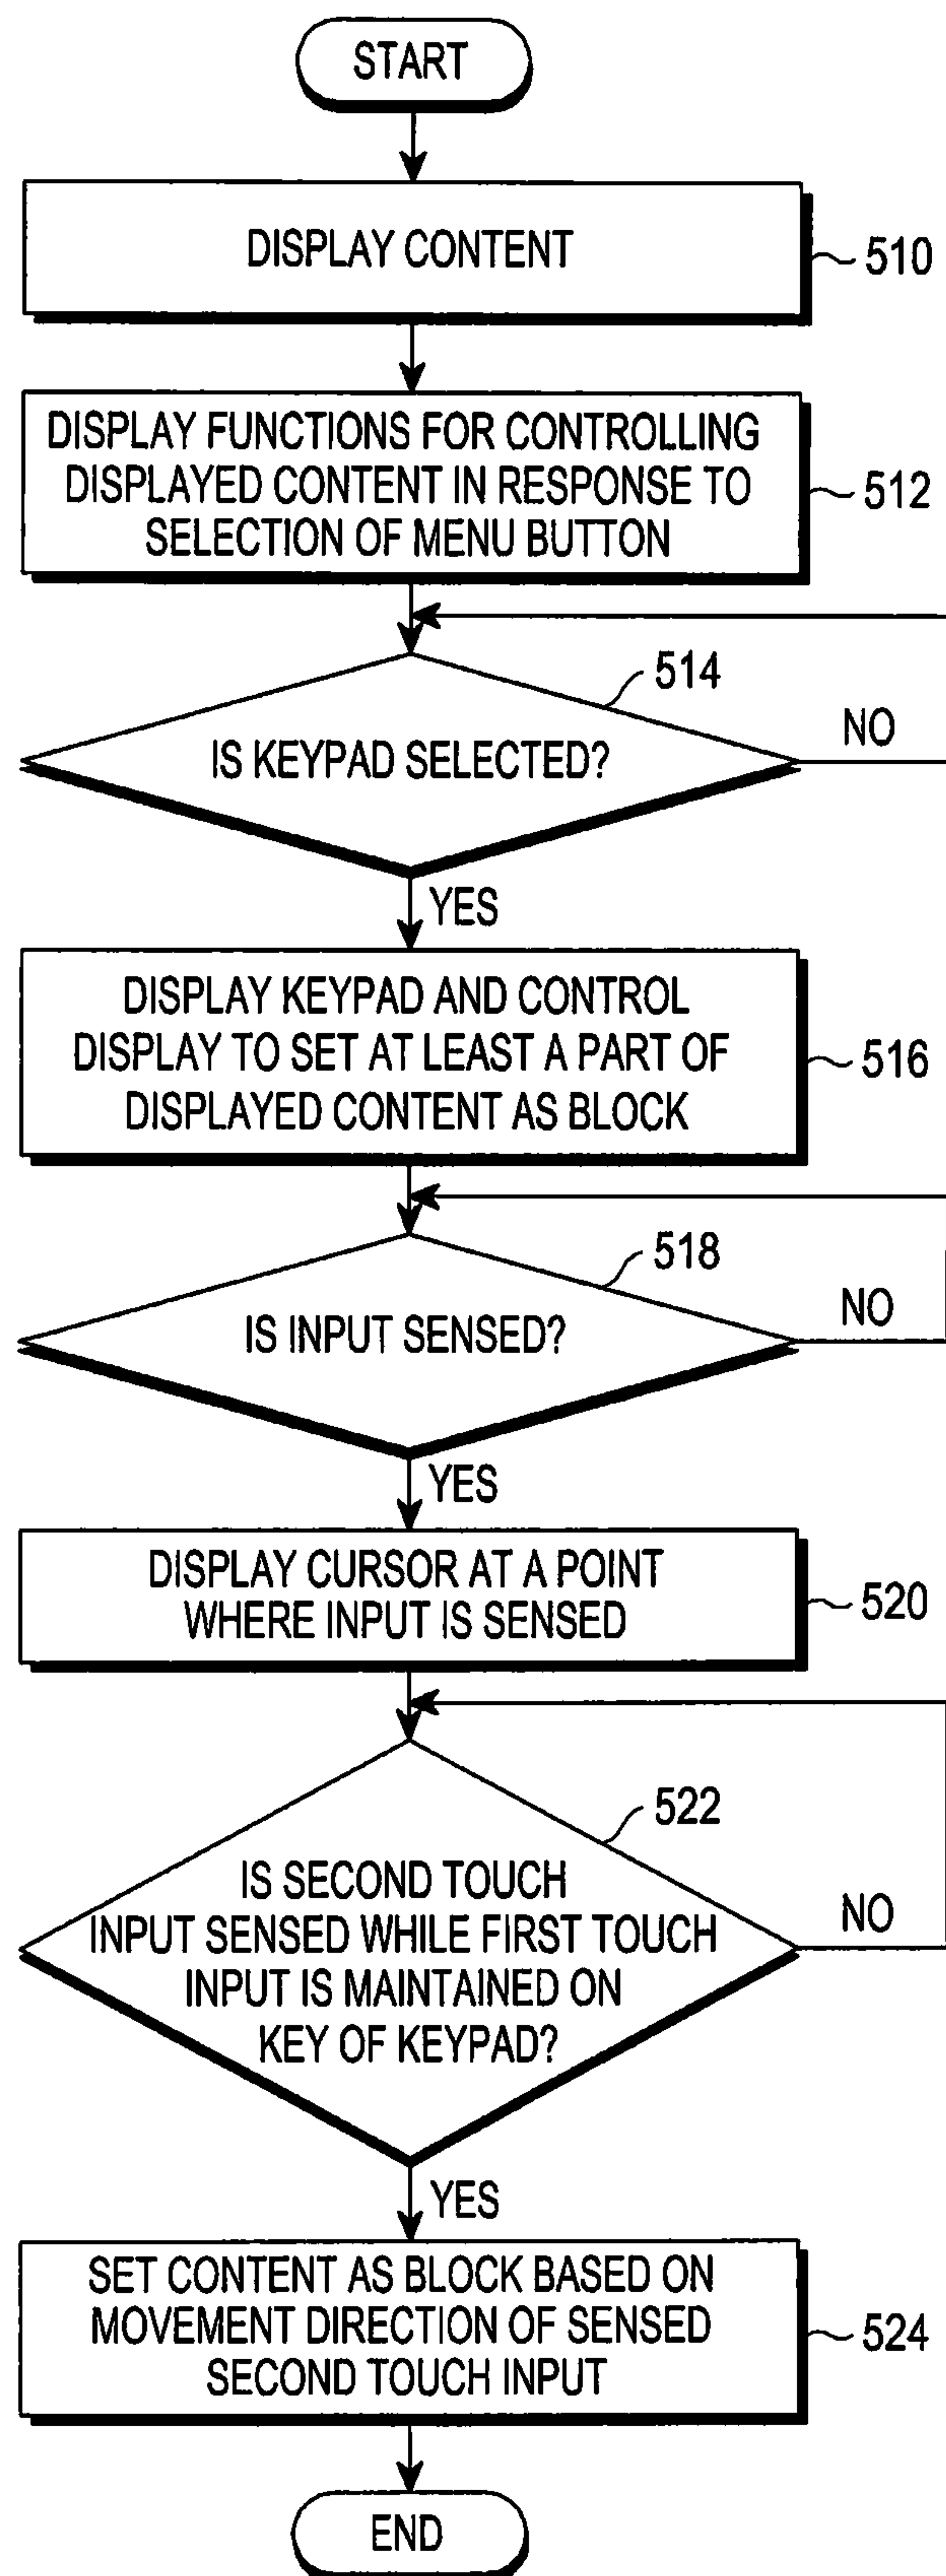 START
DISPLAY CONTENT
510
DISPLAY FUNCTIONS FOR CONTROLLING
DISPLAYED CONTENT IN RESPONSE TO
SELECTION OF MENU BUTTON
512
514
IS KEYPAD SELECTED?
NO
YES
DISPLAY KEYPAD AND CONTROL
DISPLAY TO SET AT LEAST A PART OF
DISPLAYED CONTENT AS BLOCK
516
518
IS INPUT SENSED?
NO
YES
DISPLAY CURSOR AT A POINT
WHERE INPUT IS SENSED
520
522
IS SECOND TOUCH
INPUT SENSED WHILE FIRST TOUCH
INPUT IS MAINTAINED ON
KEY OF KEYPAD?
NO
YES
SET CONTENT AS BLOCK BASED ON
MOVEMENT DIRECTION OF SENSED
SECOND TOUCH INPUT
524
END